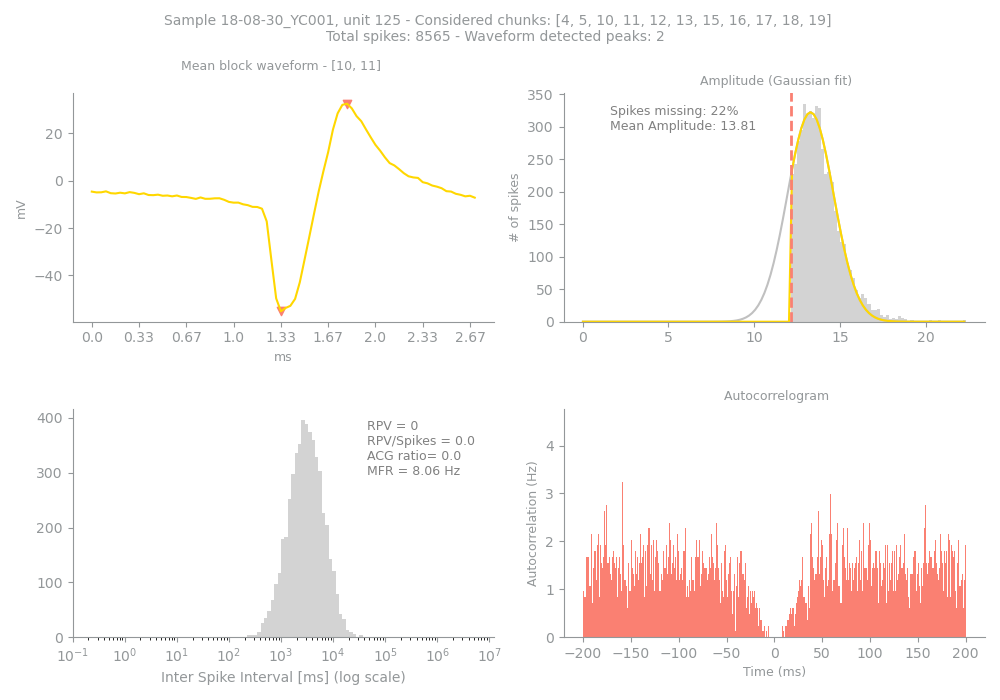 Sample 18-08-30_YC001, unit 125 - Considered chunks: [4, 5, 10, 11, 12, 13, 15, 16, 17, 18, 19]
Total spikes: 8565 - Waveform detected peaks: 2
Mean block waveform - [10, 11]
mV
20
0
−20
−40
0.0 0.33 0.67 1.0 1.33 1.67 2.0 2.33 2.67
ms
Amplitude (Gaussian fit)
Spikes missing: 22%
Mean Amplitude: 13.81
# of spikes
350
300
250
200
150
100
50
0
0 5 10 15 20
RPV = 0
RPV/Spikes = 0.0
ACG ratio= 0.0
MFR = 8.06 Hz
400
300
200
100
0
10⁻¹ 10⁰ 10¹ 10² 10³ 10⁴ 10⁵ 10⁶ 10⁷
Inter Spike Interval [ms] (log scale)
Autocorrelogram
Autocorrelation (Hz)
4
3
2
1
0
−200 −150 −100 −50 0 50 100 150 200
Time (ms)